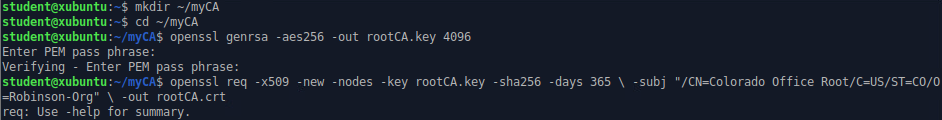 student@xubuntu:~$ mkdir ~/myCA
student@xubuntu:~$ cd ~/myCA
student@xubuntu:~/myCA$ openssl genrsa -aes256 -out rootCA.key 4096
Enter PEM pass phrase:
Verifying - Enter PEM pass phrase:
student@xubuntu:~/myCA$ openssl req -x509 -new -nodes -key rootCA.key -sha256 -days 365 \ -subj "/CN=Colorado Office Root/C=US/ST=CO/O
=Robinson-Org" \ -out rootCA.crt
req: Use -help for summary.